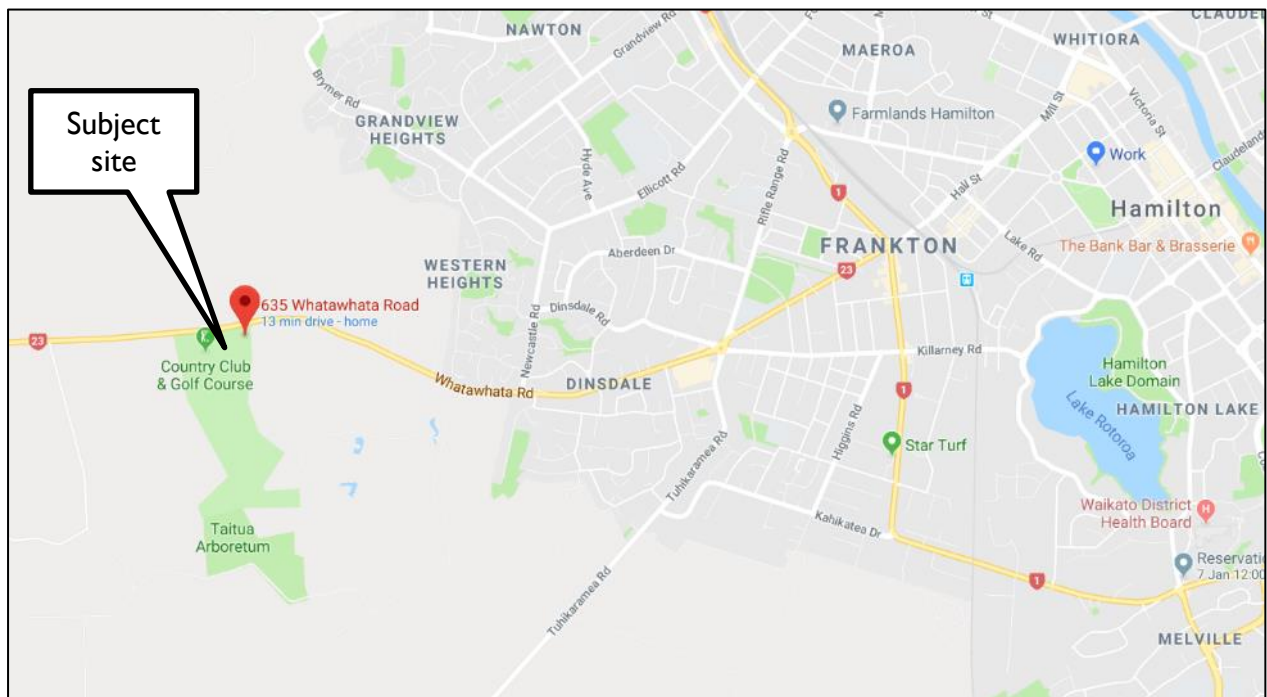 NAWTON
Grandview Rd
MAEROA
WHITIORA
Brymer Rd
GRANDVIEW
HEIGHTS
Farmlands Hamilton
Mill St
Victoria St
Subject
site
Hyde Ave
Ellicott Rd
Rifle Range Rd
1
Hall St
Work
Claudelan
Hamilton
The Bank Bar & Brasserie
Lake Rd
FRANKTON
Aberdeen Dr
23
WESTERN
HEIGHTS
635 Whatawhata Road
13 min drive - home
Dinsdale Rd
Newcastle Rd
23
Country Club
& Golf Course
Killarney Rd
Hamilton
Lake Domain
HAMILTON LAKE
Lake Rotoroa
Whatawhata Rd
DINSDALE
1
Higgins Rd
Star Turf
Tuhikaramea Rd
Waikato District
Health Board
H
Kahikatea Dr
Taitua
Arboretum
Reservatio
7 Jan 12:00
1
Tuhikaramea Rd
MELVILLE